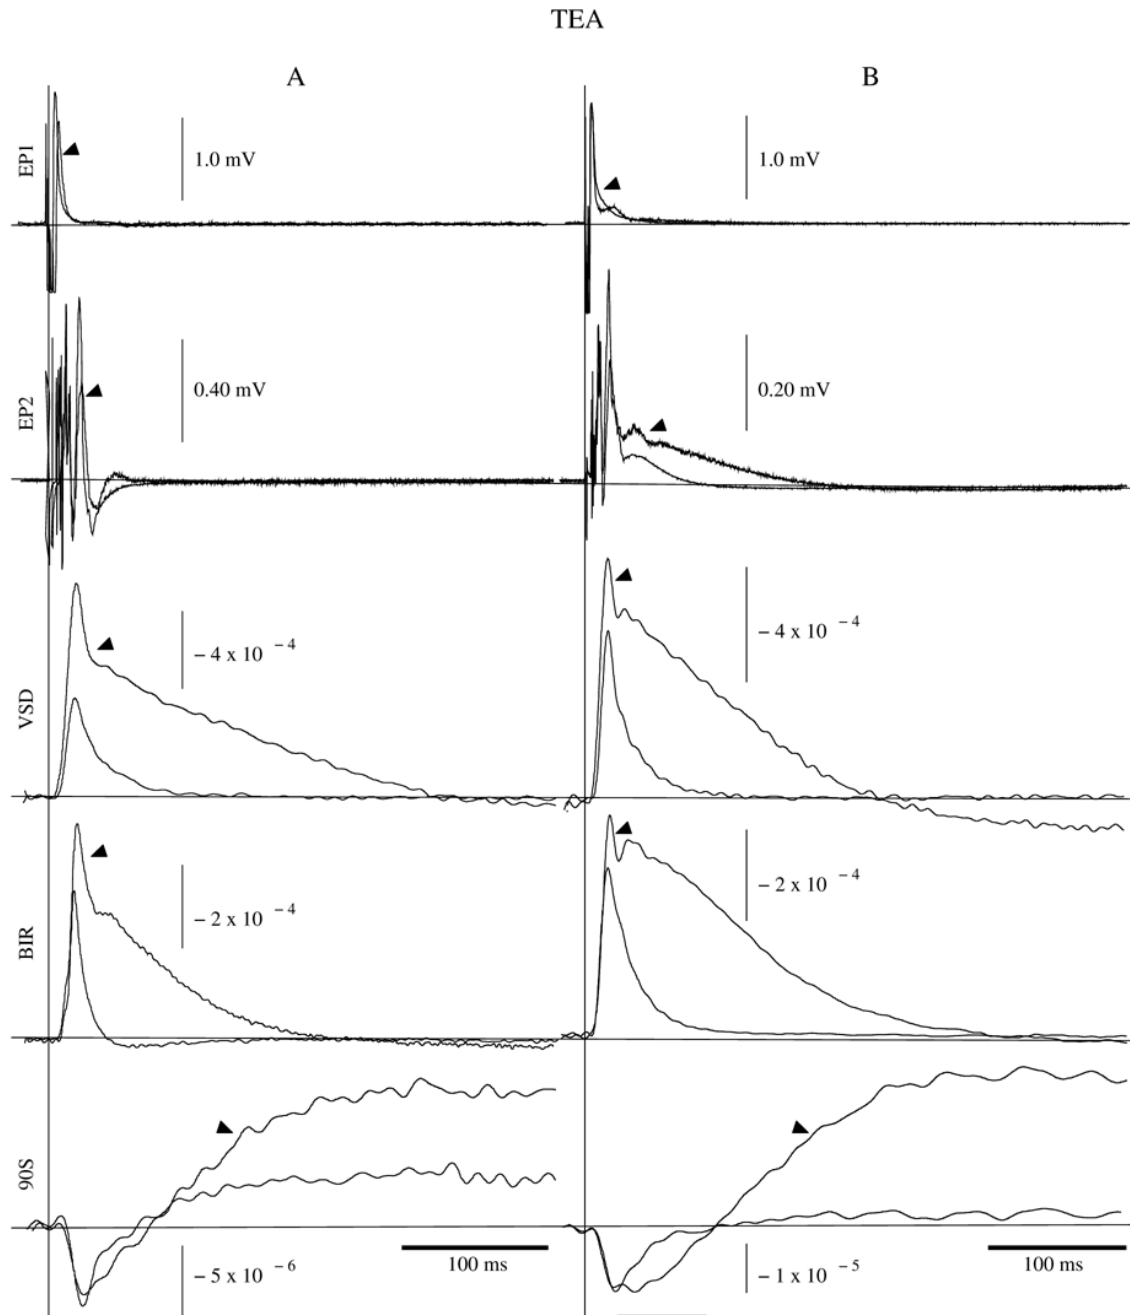 TEA
A B
EP1
1.0 mV 1.0 mV
EP2
0.40 mV 0.20 mV
VSD
– 4 x 10 – 4 – 4 x 10 – 4
BIR
– 2 x 10 – 4 – 2 x 10 – 4
90S
100 ms 100 ms
– 5 x 10 – 6 – 1 x 10 – 5